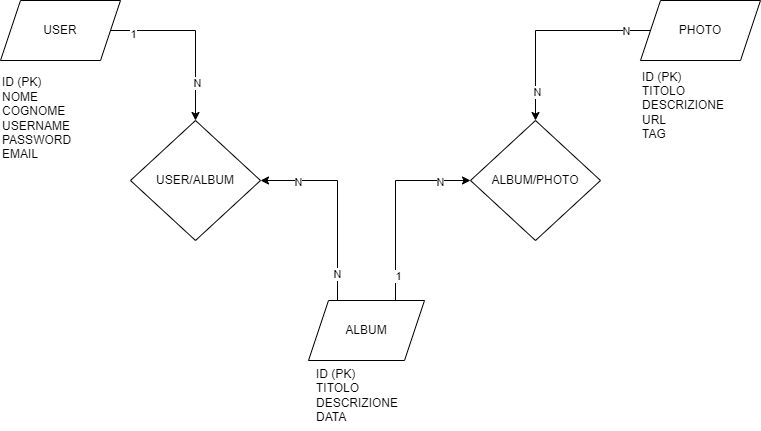 USER
1
N
PHOTO
N
N
ID (PK)
NOME
COGNOME
USERNAME
PASSWORD
EMAIL
ID (PK)
TITOLO
DESCRIZIONE
URL
TAG
USER/ALBUM
N
N
ALBUM/PHOTO
N
1
ALBUM
ID (PK)
TITOLO
DESCRIZIONE
DATA